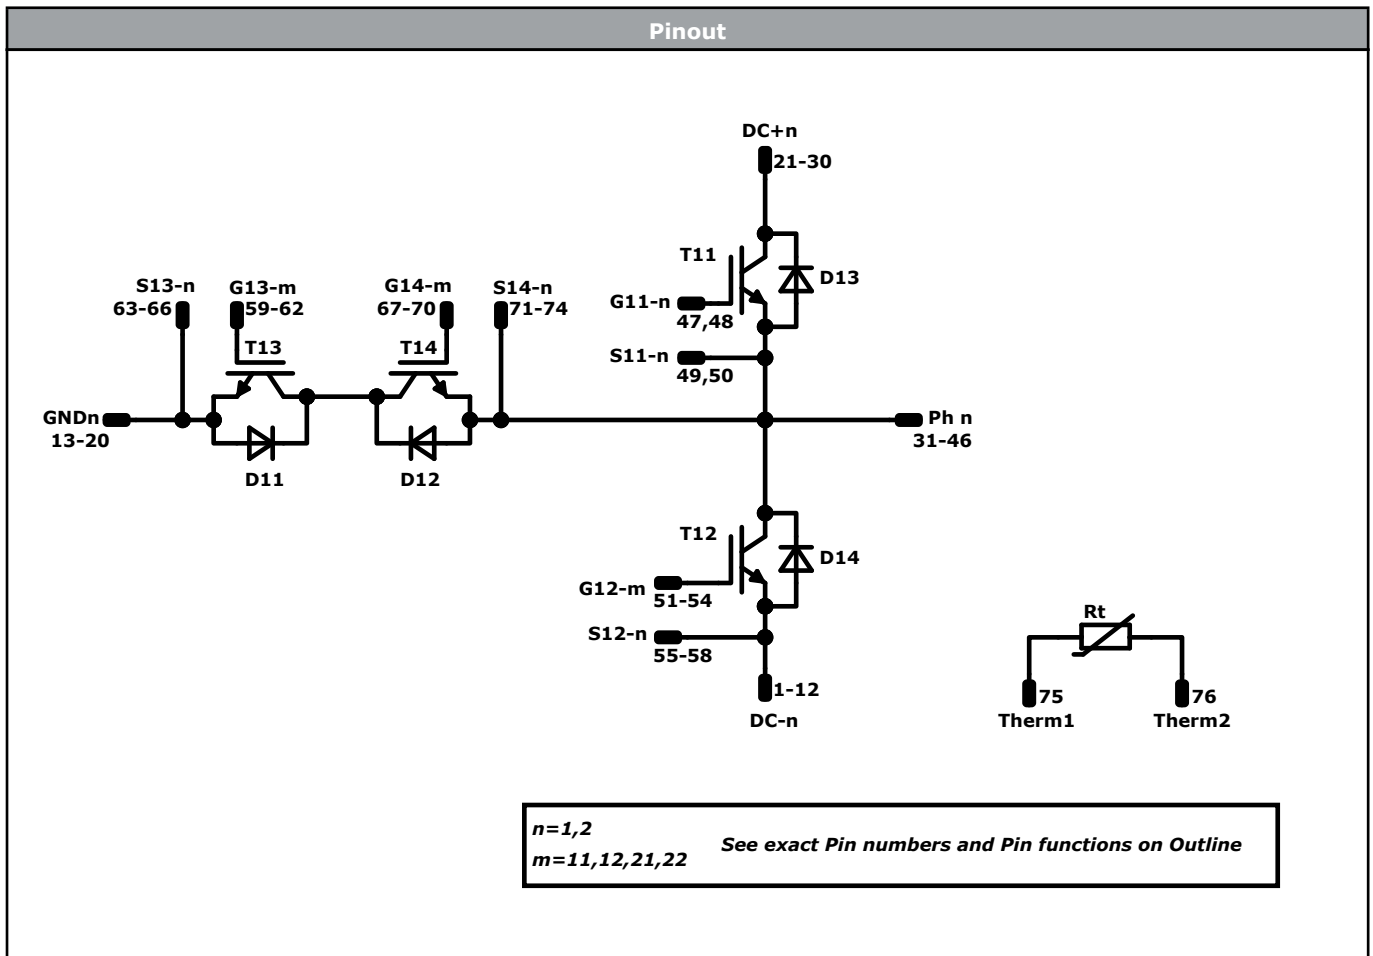 Pinout
DC+n
21-30
T11
D13
G11-n
47,48
S11-n
49,50
S13-n
63-66
G13-m
59-62
G14-m
67-70
S14-n
71-74
T13
T14
GNDn
13-20
D11
D12
Ph n
31-46
T12
D14
G12-m
51-54
S12-n
55-58
1-12
DC-n
Rt
75
Therm1
76
Therm2
n=1,2
m=11,12,21,22
See exact Pin numbers and Pin functions on Outline